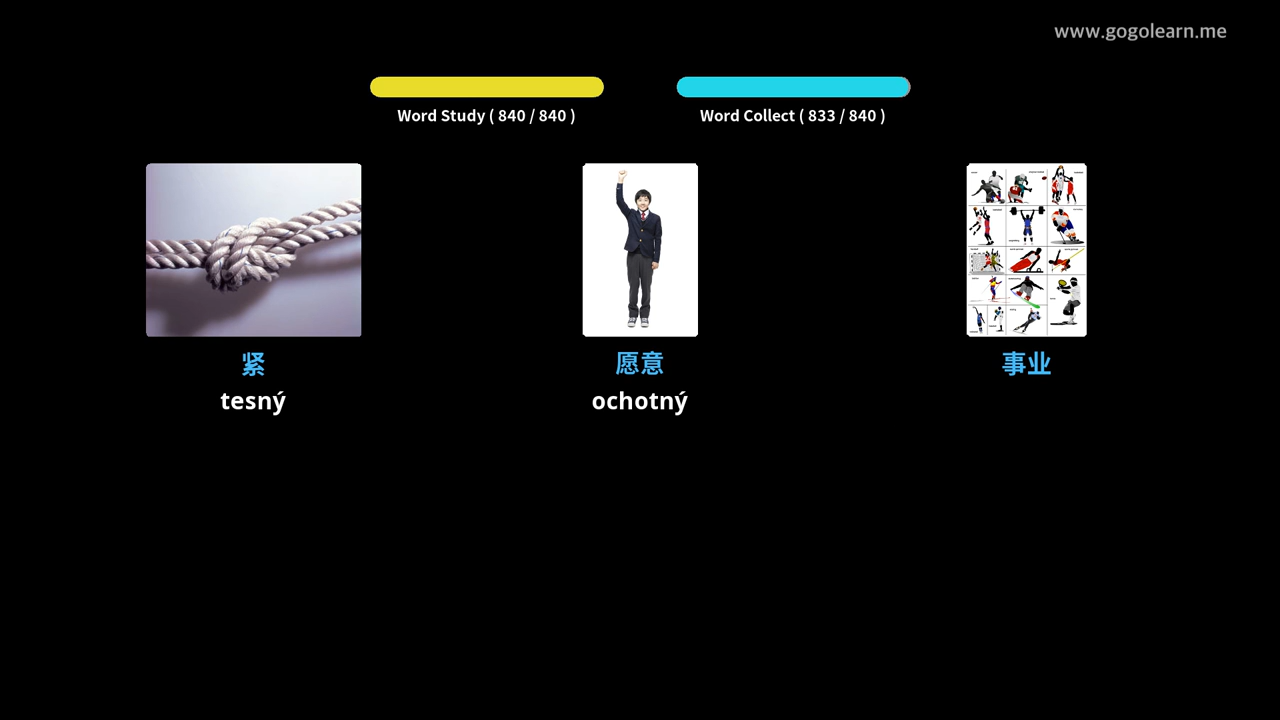 www.gogolearn.me
Word Study ( 840 / 840 )
Word Collect ( 833 / 840 )
紧
愿意
事业
tesný
ochotný